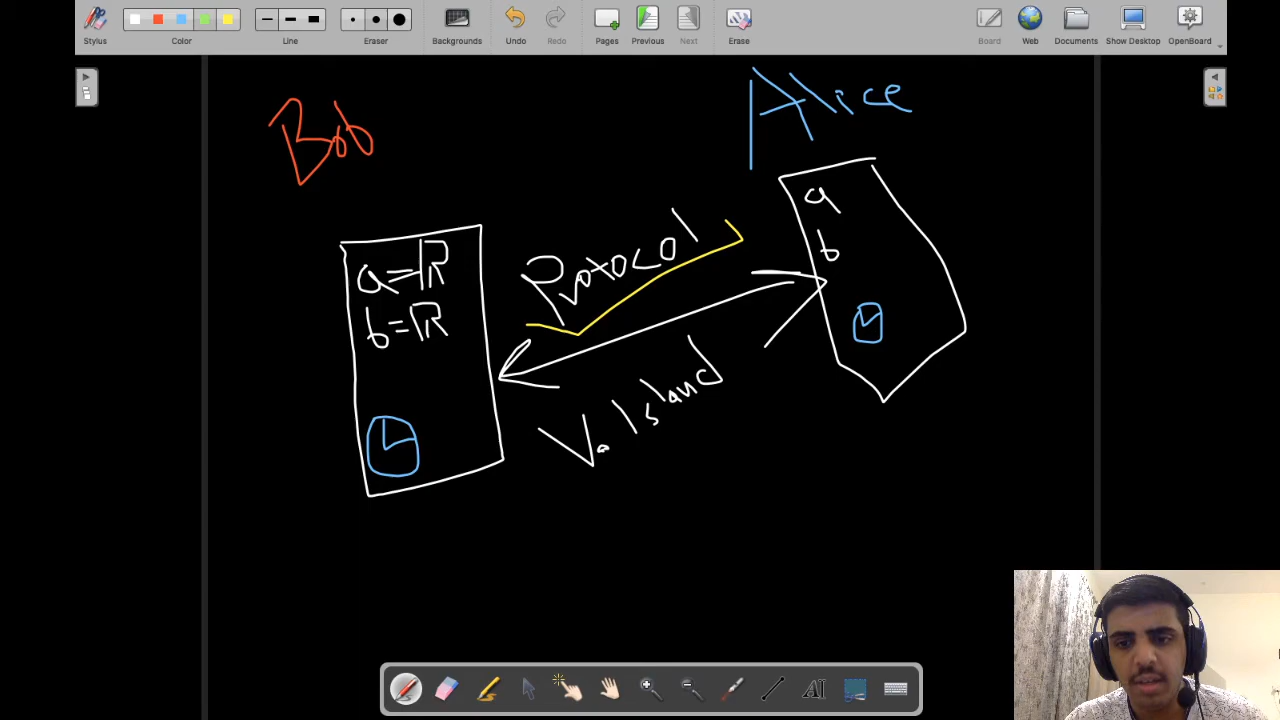 Stylus
Color
Line
Eraser
Backgrounds
Undo
Redo
Pages
Previous
Next
Erase
Board
Web
Documents
Show Desktop
OpenBoard
Bob
Alice
a=R
b=R
Protocol
a
b